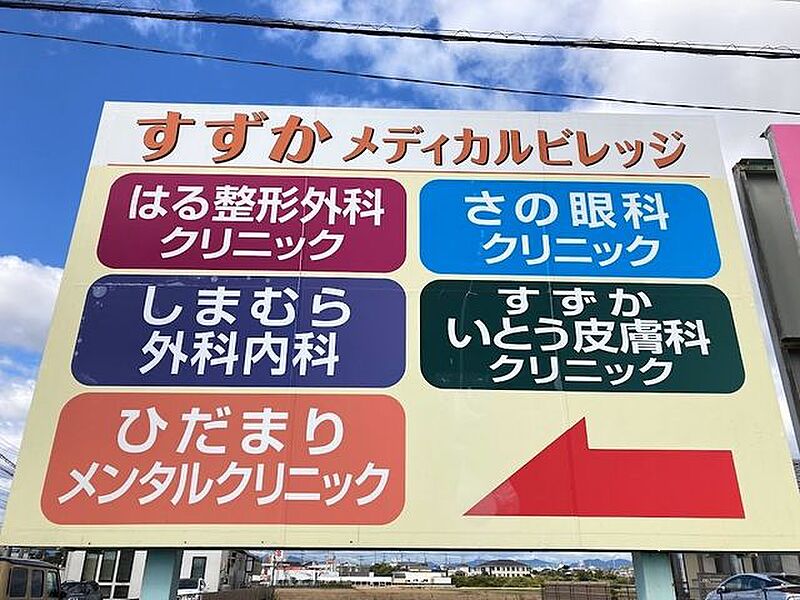 すずかメディカルビレッジ
はる整形外科
クリニック
さの眼科
クリニック
しまむら
外科内科
すずか
いとう皮膚科
クリニック
ひだまり
メンタルクリニック